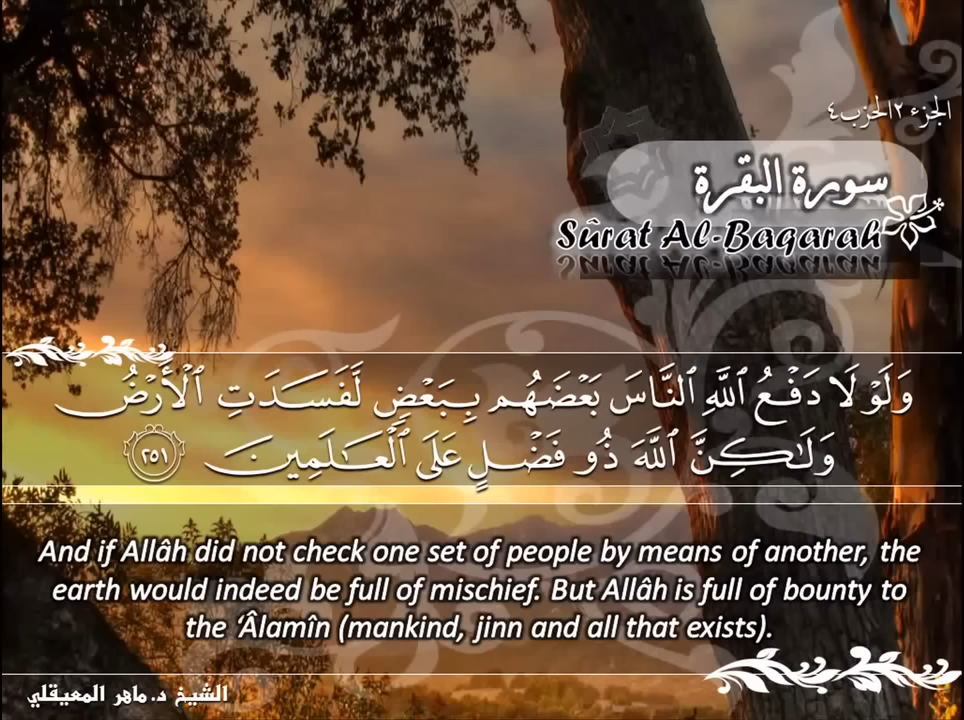 الجزء ٢ الحزب ٤
سورة البقرة
Sûrat Al-Baqarah
وَلَوْلَا دَفْعُ ٱللَّهِ ٱلنَّاسَ بَعْضَهُم بِبَعْضٍ لَّفَسَدَتِ ٱلْأَرْضُ
وَلَـٰكِنَّ ٱللَّهَ ذُو فَضْلٍ عَلَى ٱلْعَـٰلَمِينَ ٢٥١
And if Allâh did not check one set of people by means of another, the
earth would indeed be full of mischief. But Allâh is full of bounty to
the ‘Âlamîn (mankind, jinn and all that exists).
الشيخ د. ماهر المعيقلي